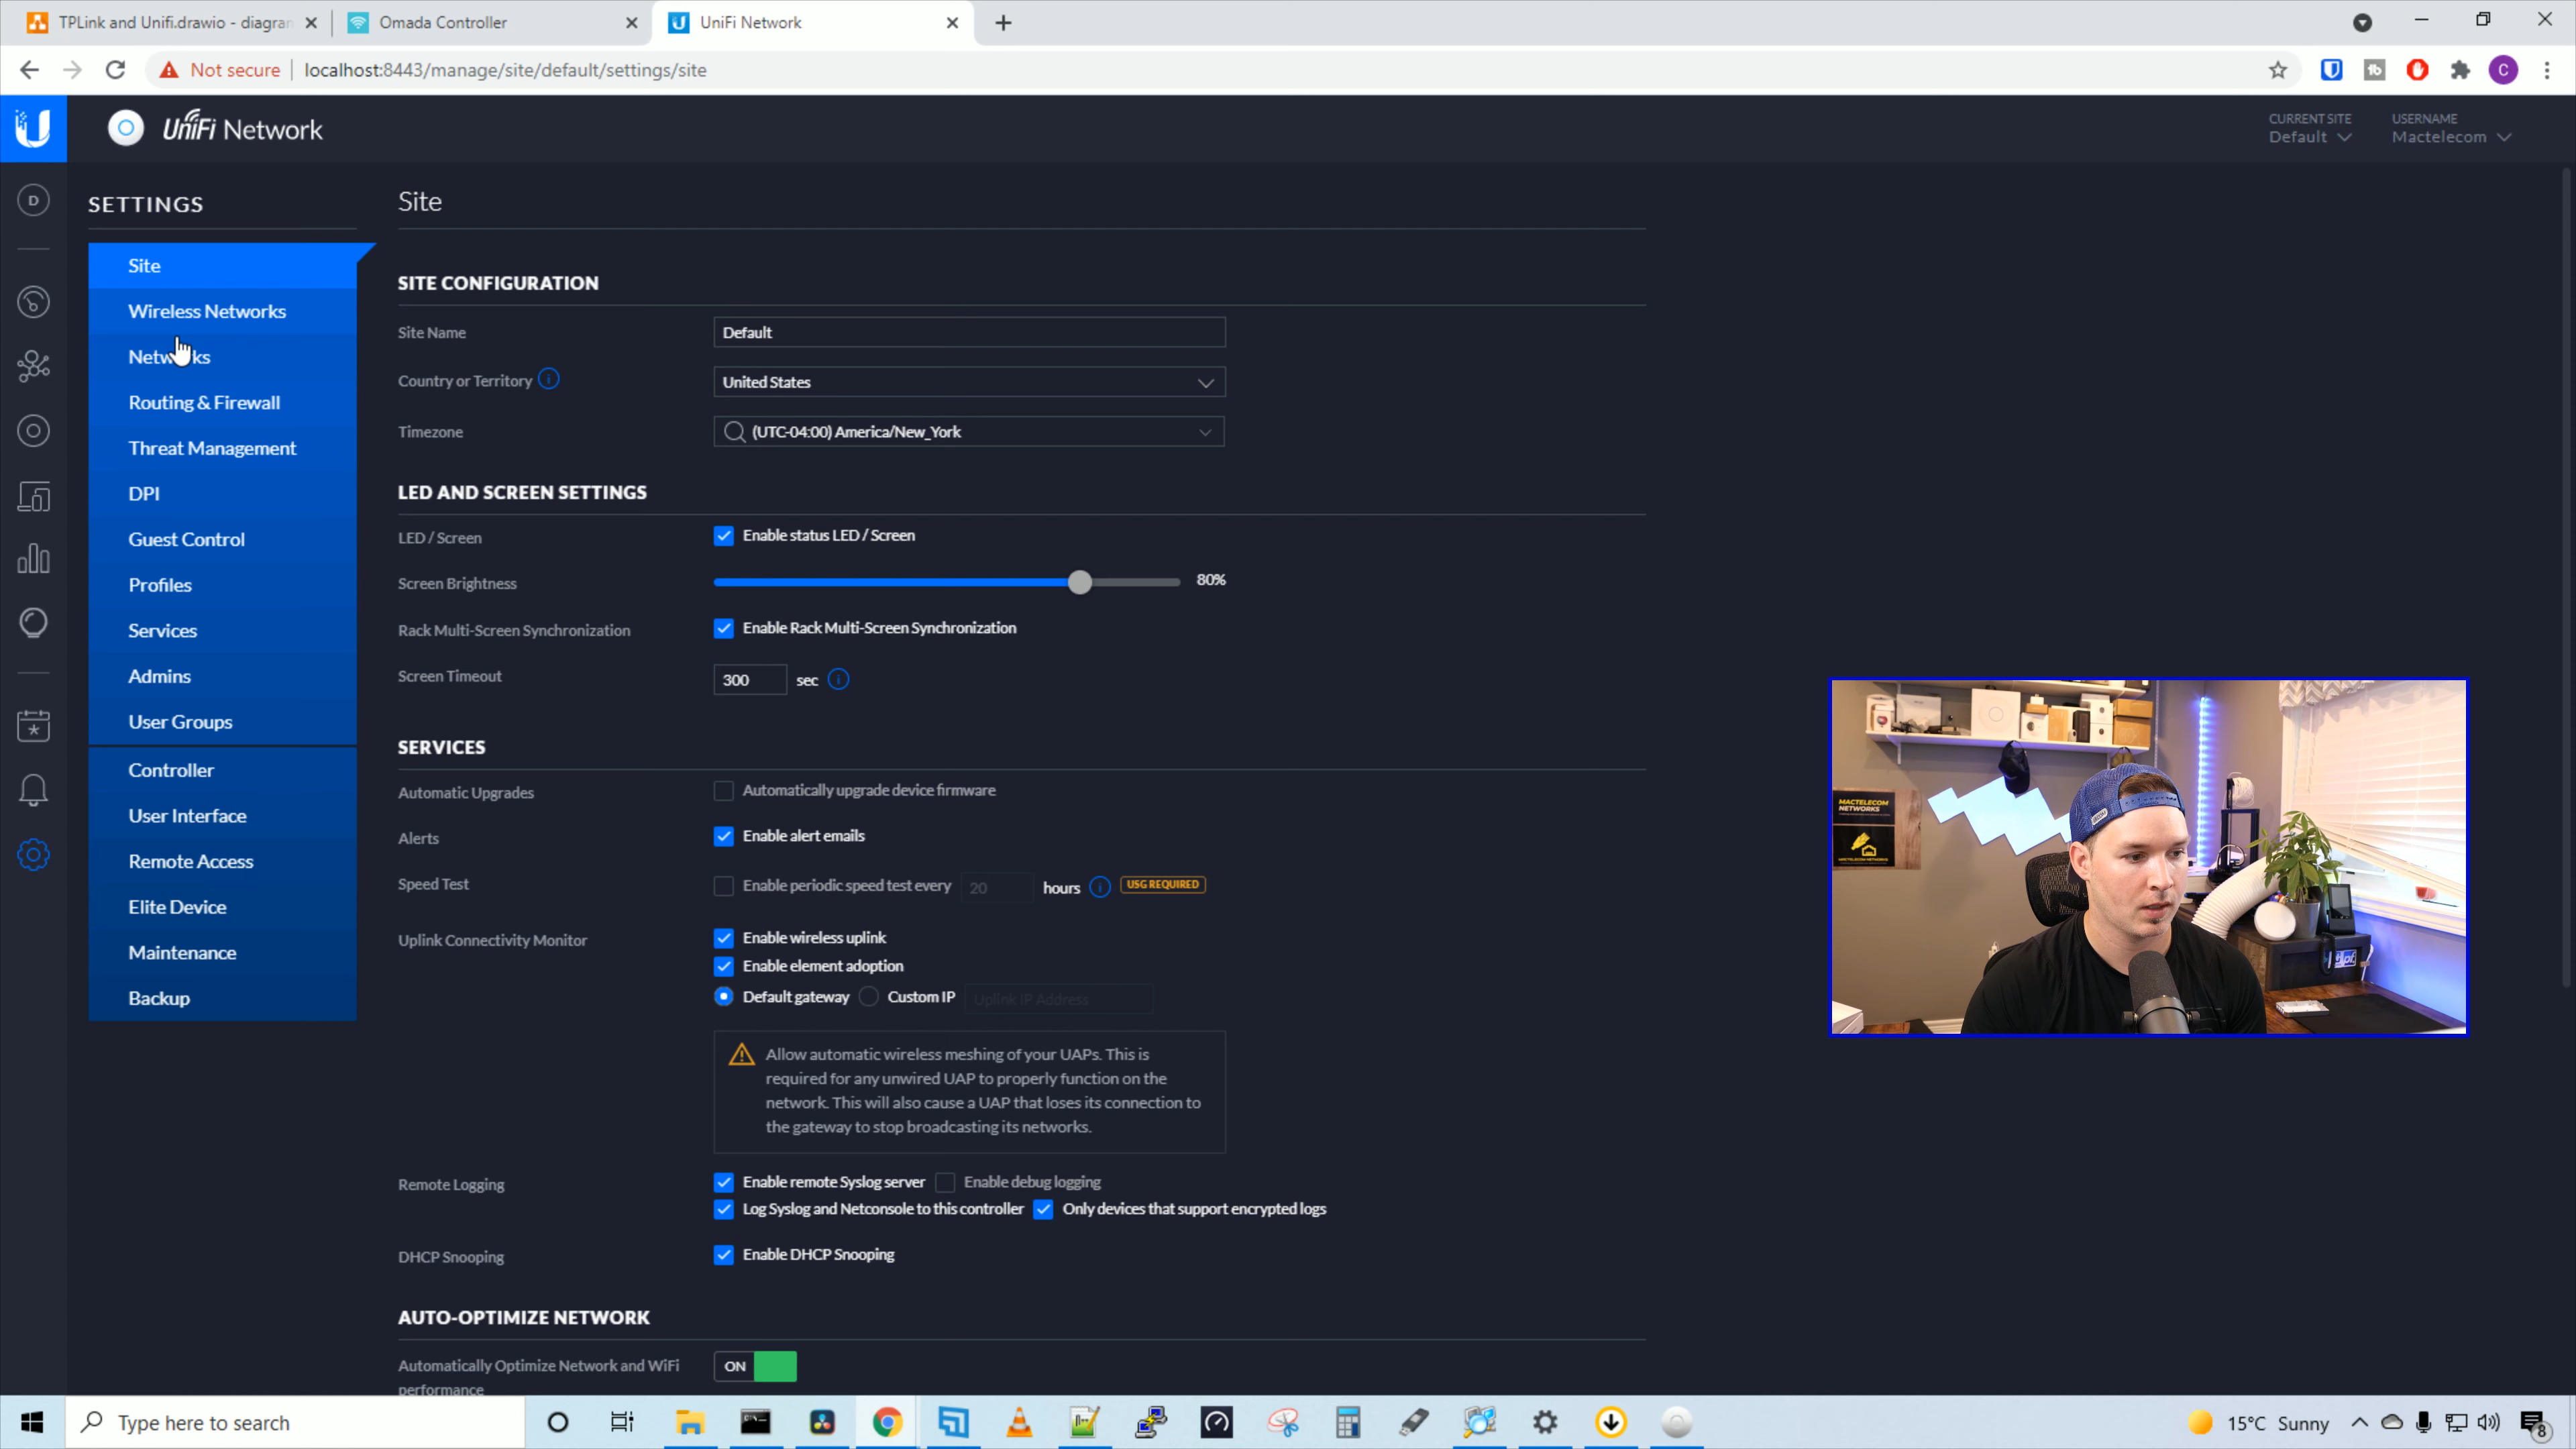 TPLink and Unifi.drawio - diagran
Omada Controller
UniFi Network
Not secure
localhost:8443/manage/site/default/settings/site
UniFi Network
CURRENT SITE
Default
USERNAME
Mactelecom
D
SETTINGS
Site
Wireless Networks
Networks
Routing & Firewall
Threat Management
DPI
Guest Control
Profiles
Services
Admins
User Groups
Controller
User Interface
Remote Access
Elite Device
Maintenance
Backup
Site
SITE CONFIGURATION
Site Name
Default
Country or Territory
United States
Timezone
(UTC-04:00) America/New_York
LED AND SCREEN SETTINGS
LED / Screen
Enable status LED / Screen
Screen Brightness
80%
Rack Multi-Screen Synchronization
Enable Rack Multi-Screen Synchronization
Screen Timeout
300 sec
SERVICES
Automatic Upgrades
Automatically upgrade device firmware
Alerts
Enable alert emails
Speed Test
Enable periodic speed test every 20 hours USG REQUIRED
Uplink Connectivity Monitor
Enable wireless uplink
Enable element adoption
Default gateway Custom IP Uplink IP Address
Allow automatic wireless meshing of your UAPs. This is
required for any unwired UAP to properly function on the
network. This will also cause a UAP that loses its connection to
the gateway to stop broadcasting its networks.
Remote Logging
Enable remote Syslog server Enable debug logging
Log Syslog and Netconsole to this controller Only devices that support encrypted logs
DHCP Snooping
Enable DHCP Snooping
AUTO-OPTIMIZE NETWORK
Automatically Optimize Network and WiFi
performance
ON
MACTELECOM
NETWORKS
Type here to search
15°C Sunny
8